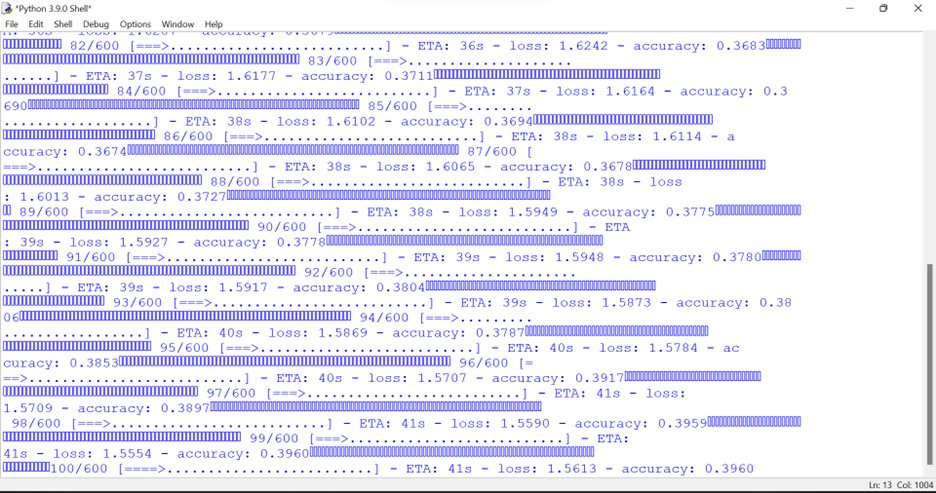 *Python 3.9.0 Shell*
File Edit Shell Debug Options Window Help
82/600 [===>..........................] - ETA: 36s - loss: 1.6242 - accuracy: 0.3683
83/600 [===>....................
......] - ETA: 37s - loss: 1.6177 - accuracy: 0.3711
84/600 [===>..........................] - ETA: 37s - loss: 1.6164 - accuracy: 0.3
690 85/600 [===>........
..................] - ETA: 38s - loss: 1.6102 - accuracy: 0.3694
86/600 [===>..........................] - ETA: 38s - loss: 1.6114 - a
ccuracy: 0.3674 87/600 [
===>..........................] - ETA: 38s - loss: 1.6065 - accuracy: 0.3678
88/600 [===>..........................] - ETA: 38s - loss
: 1.6013 - accuracy: 0.3727
89/600 [===>..........................] - ETA: 38s - loss: 1.5949 - accuracy: 0.3775
90/600 [===>..........................] - ETA
: 39s - loss: 1.5927 - accuracy: 0.3778
91/600 [===>..........................] - ETA: 39s - loss: 1.5948 - accuracy: 0.3780
92/600 [===>.....................
.....] - ETA: 39s - loss: 1.5917 - accuracy: 0.3804
93/600 [===>..........................] - ETA: 39s - loss: 1.5873 - accuracy: 0.38
06 94/600 [===>.........
.................] - ETA: 40s - loss: 1.5869 - accuracy: 0.3787
95/600 [===>..........................] - ETA: 40s - loss: 1.5784 - ac
curacy: 0.3853 96/600 [=
==>..........................] - ETA: 40s - loss: 1.5707 - accuracy: 0.3917
97/600 [===>..........................] - ETA: 41s - loss:
1.5709 - accuracy: 0.3897
98/600 [===>..........................] - ETA: 41s - loss: 1.5590 - accuracy: 0.3959
99/600 [===>..........................] - ETA:
41s - loss: 1.5554 - accuracy: 0.3960
100/600 [====>.........................] - ETA: 41s - loss: 1.5613 - accuracy: 0.3960
Ln: 13 Col: 1004